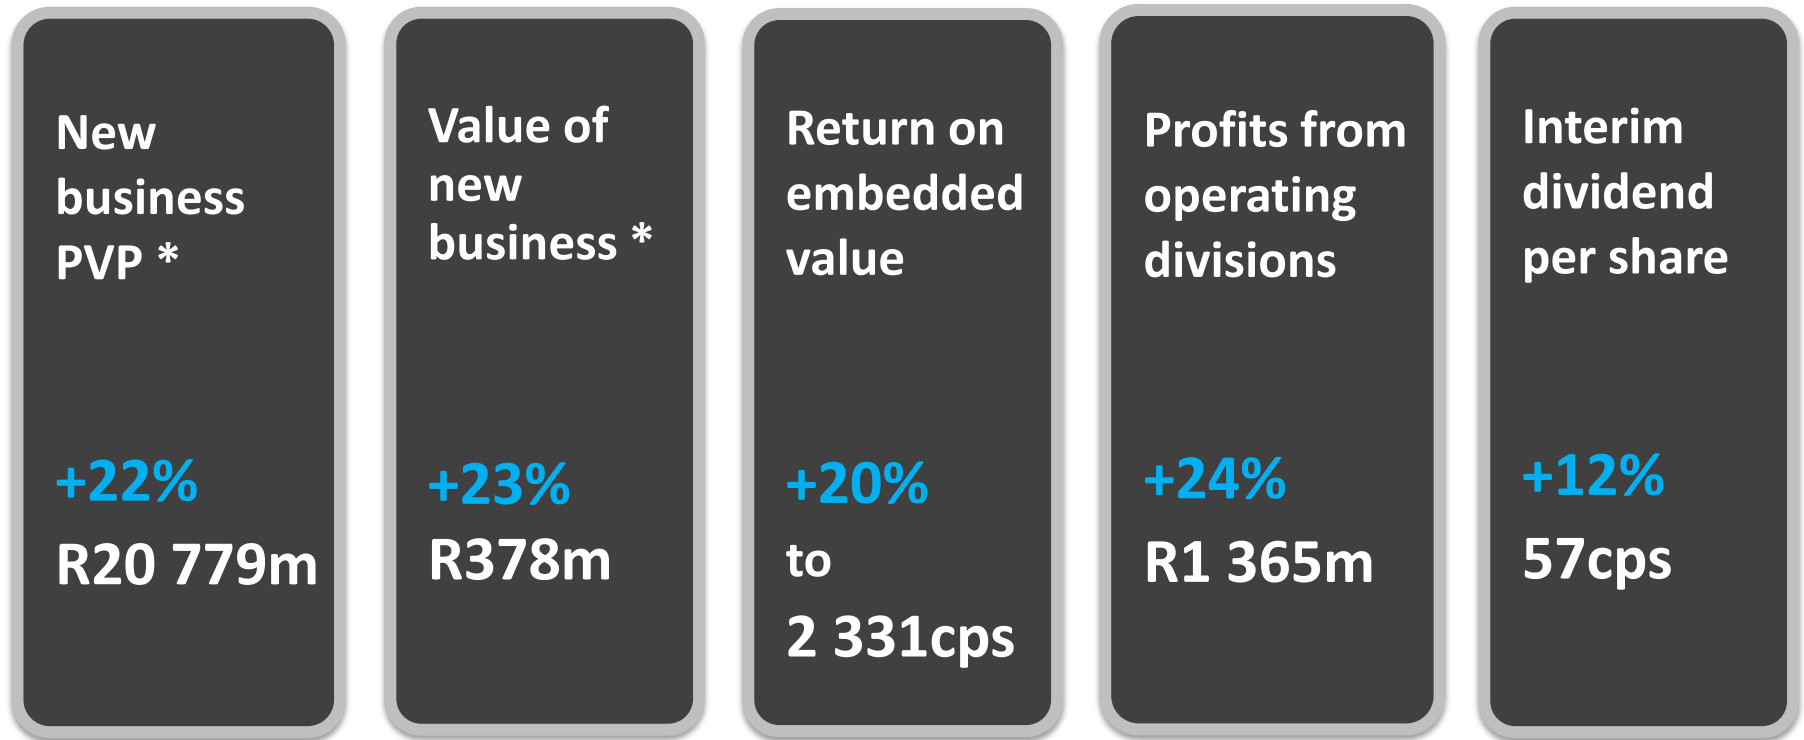 New
business
PVP *
+22%
R20 779m
Value of
new
business *
+23%
R378m
Return on
embedded
value
+20%
to
2 331cps
Profits from
operating
divisions
+24%
R1 365m
Interim
dividend
per share
+12%
57cps